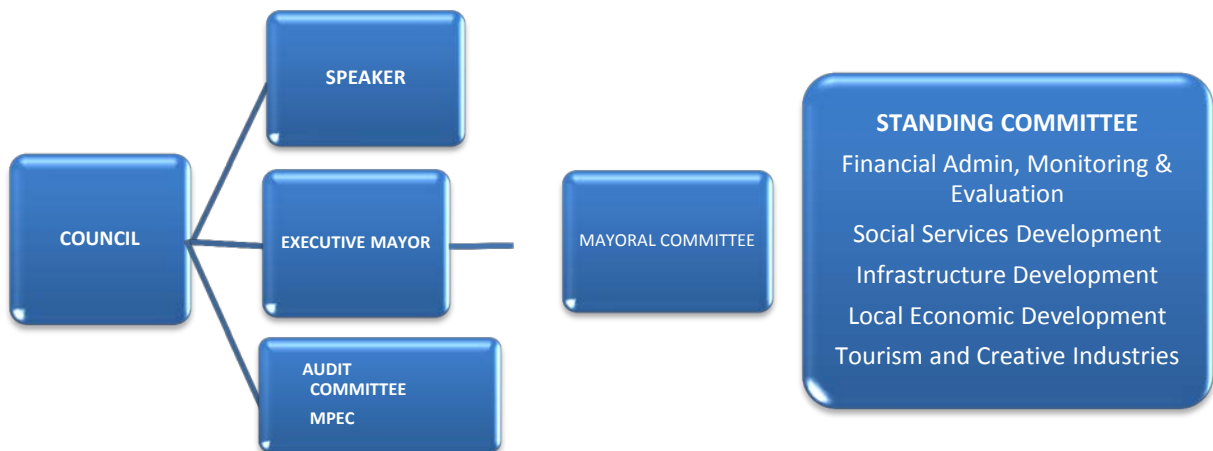 SPEAKER
COUNCIL
EXECUTIVE MAYOR
AUDIT
COMMITTEE
MPEC
MAYORAL COMMITTEE
STANDING COMMITTEE
Financial Admin, Monitoring &
Evaluation
Social Services Development
Infrastructure Development
Local Economic Development
Tourism and Creative Industries